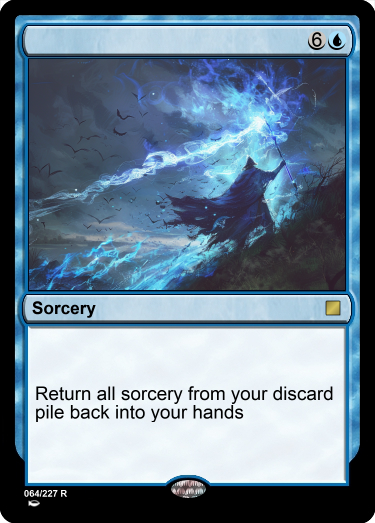 6
Sorcery
Return all sorcery from your discard
pile back into your hands
064/227 R